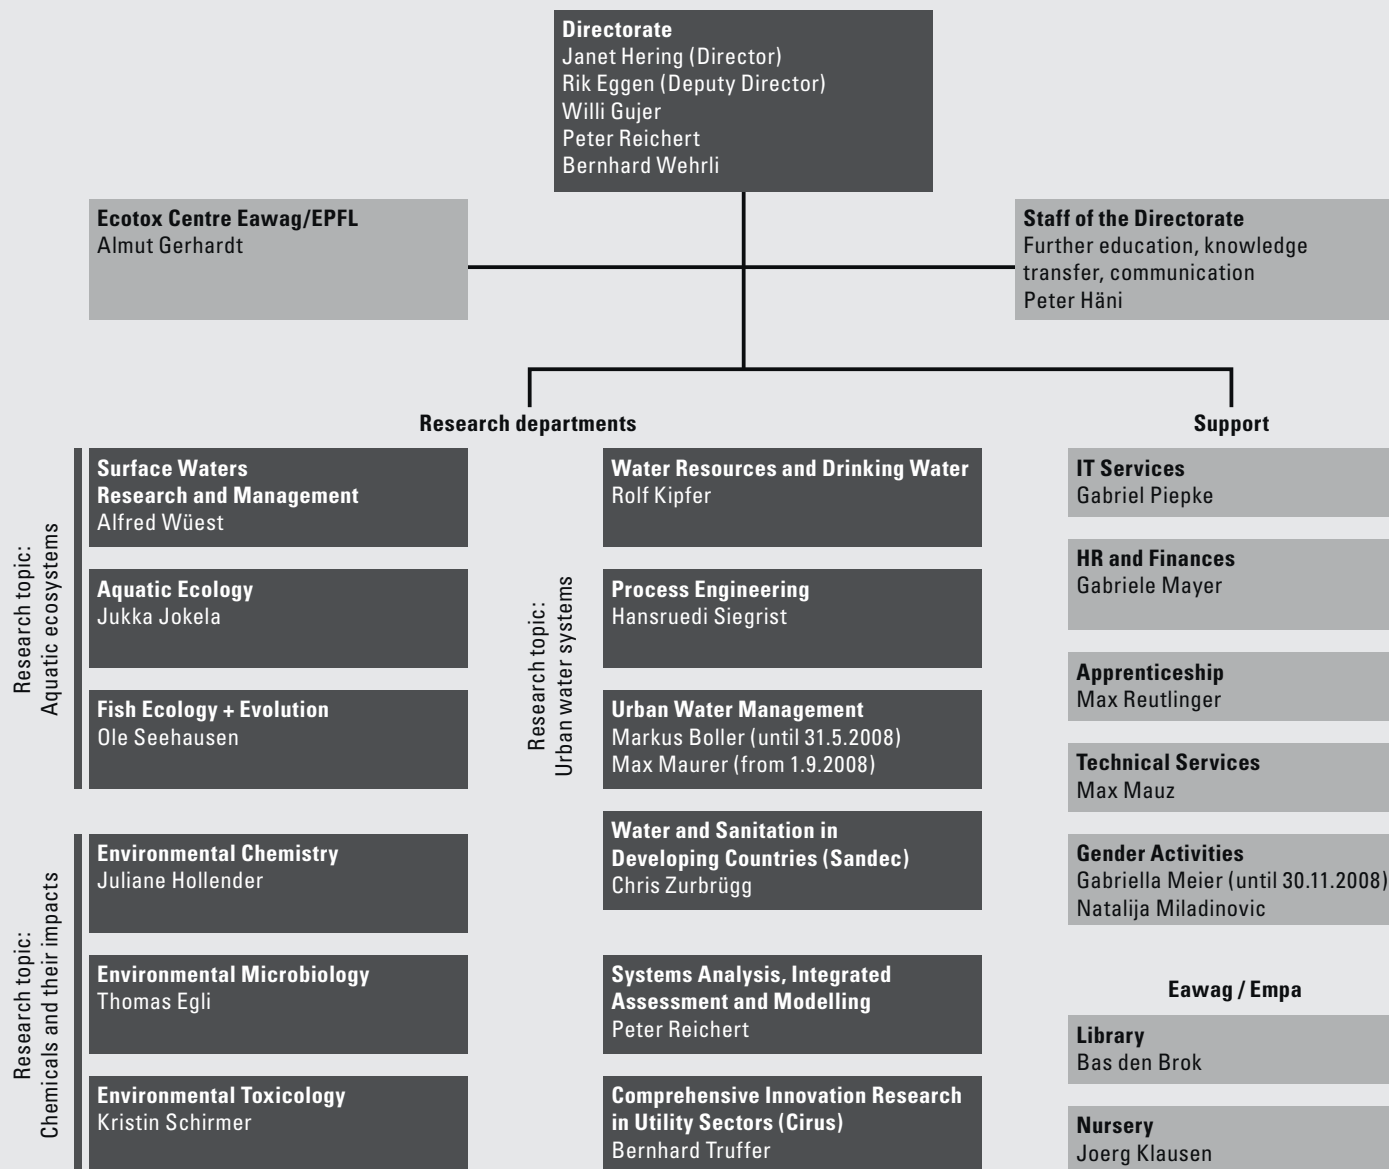 Directorate
Janet Hering (Director)
Rik Eggen (Deputy Director)
Willi Gujer
Peter Reichert
Bernhard Wehrli
Ecotox Centre Eawag/EPFL
Almut Gerhardt
Staff of the Directorate
Further education, knowledge
transfer, communication
Peter Häni
Research departments
Research topic:
Aquatic ecosystems
Surface Waters
Research and Management
Alfred Wüest
Aquatic Ecology
Jukka Jokela
Fish Ecology + Evolution
Ole Seehausen
Research topic:
Chemicals and their impacts
Environmental Chemistry
Juliane Hollender
Environmental Microbiology
Thomas Egli
Environmental Toxicology
Kristin Schirmer
Research topic:
Urban water systems
Water Resources and Drinking Water
Rolf Kipfer
Process Engineering
Hansruedi Siegrist
Urban Water Management
Markus Boller (until 31.5.2008)
Max Maurer (from 1.9.2008)
Water and Sanitation in
Developing Countries (Sandec)
Chris Zurbrügg
Systems Analysis, Integrated
Assessment and Modelling
Peter Reichert
Comprehensive Innovation Research
in Utility Sectors (Cirus)
Bernhard Truffer
Support
IT Services
Gabriel Piepke
HR and Finances
Gabriele Mayer
Apprenticeship
Max Reutlinger
Technical Services
Max Mauz
Gender Activities
Gabriella Meier (until 30.11.2008)
Natalija Miladinovic
Eawag / Empa
Library
Bas den Brok
Nursery
Joerg Klausen